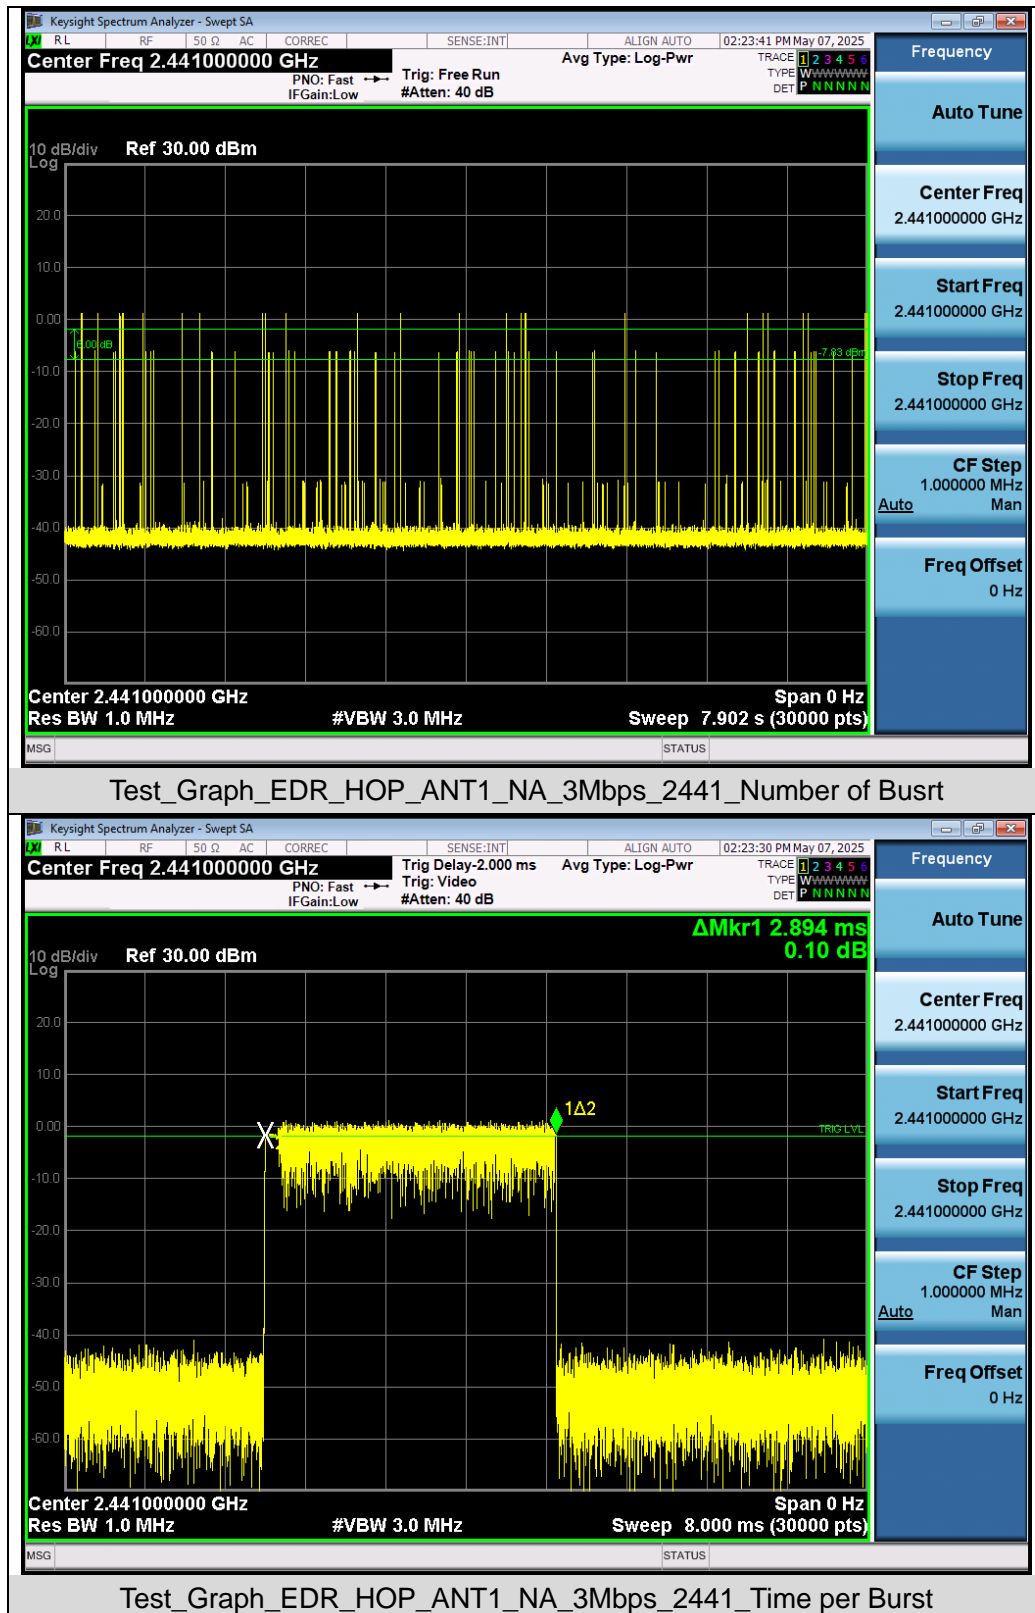 Keysight Spectrum Analyzer - Swept SA
LXI RL RF 50 Ω AC CORREC SENSE:INT ALIGN AUTO 02:23:41 PM May 07, 2025
Center Freq 2.441000000 GHz Avg Type: Log-Pwr TRACE 1 2 3 4 5 6
PNO: Fast Trig: Free Run TYPE WWWWWW
IFGain:Low #Atten: 40 dB DET P N N N N N
Frequency
Auto Tune
Center Freq
2.441000000 GHz
Start Freq
2.441000000 GHz
Stop Freq
2.441000000 GHz
CF Step
1.000000 MHz
Auto Man
Freq Offset
0 Hz
10 dB/div Ref 30.00 dBm
Log
20.0
10.0
0.00
6.00 dB
-7.83 dBm
-10.0
-20.0
-30.0
-40.0
-50.0
-60.0
Center 2.441000000 GHz Span 0 Hz
Res BW 1.0 MHz #VBW 3.0 MHz Sweep 7.902 s (30000 pts)
MSG STATUS
Test_Graph_EDR_HOP_ANT1_NA_3Mbps_2441_Number of Busrt
Keysight Spectrum Analyzer - Swept SA
LXI RL RF 50 Ω AC CORREC SENSE:INT ALIGN AUTO 02:23:30 PM May 07, 2025
Center Freq 2.441000000 GHz Trig Delay-2.000 ms Avg Type: Log-Pwr TRACE 1 2 3 4 5 6
PNO: Fast Trig: Video TYPE WWWWWW
IFGain:Low #Atten: 40 dB DET P N N N N N
Frequency
Auto Tune
Center Freq
2.441000000 GHz
Start Freq
2.441000000 GHz
Stop Freq
2.441000000 GHz
CF Step
1.000000 MHz
Auto Man
Freq Offset
0 Hz
ΔMkr1 2.894 ms
0.10 dB
10 dB/div Ref 30.00 dBm
Log
20.0
10.0
1Δ2
0.00
TRIG LVL
-10.0
-20.0
-30.0
-40.0
-50.0
-60.0
Center 2.441000000 GHz Span 0 Hz
Res BW 1.0 MHz #VBW 3.0 MHz Sweep 8.000 ms (30000 pts)
MSG STATUS
Test_Graph_EDR_HOP_ANT1_NA_3Mbps_2441_Time per Burst